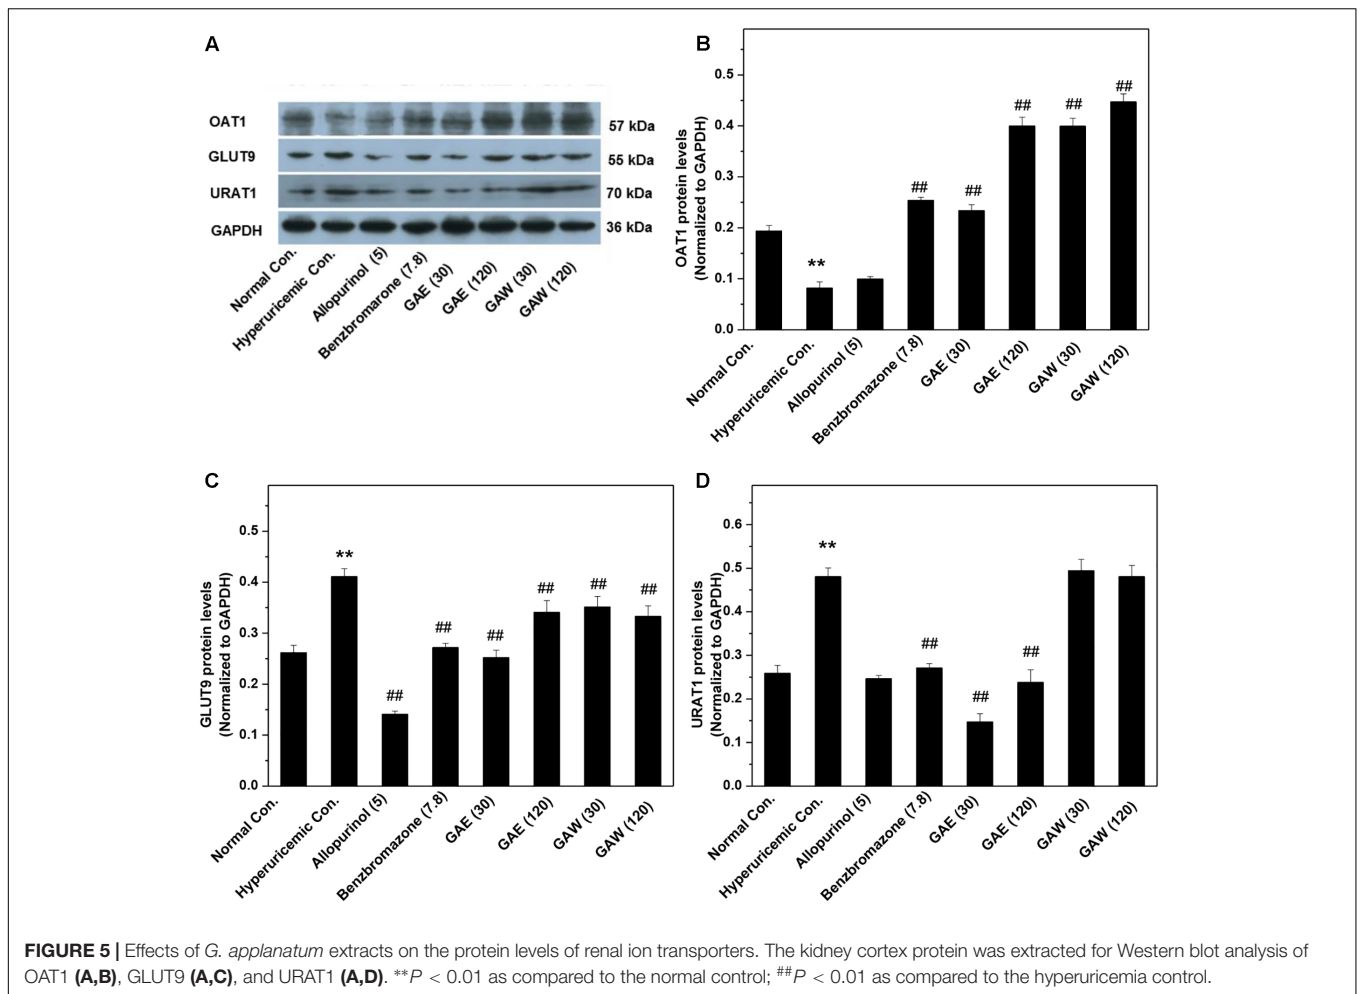 A
OAT1
57 kDa
GLUT9
55 kDa
URAT1
70 kDa
GAPDH
36 kDa
Normal Con.
Hyperuricemic Con.
Allopurinol (5)
Benzbromarone (7.8)
GAE (30)
GAE (120)
GAW (30)
GAW (120)
B
OAT1 protein levels
(Normalized to GAPDH)
0.5
0.4
0.3
0.2
0.1
0.0
**
##
##
##
##
##
Normal Con.
Hyperuricemic Con.
Allopurinol (5)
Benzbromazone (7.8)
GAE (30)
GAE (120)
GAW (30)
GAW (120)
C
GLUT9 protein levels
(Normalized to GAPDH)
0.5
0.4
0.3
0.2
0.1
0.0
**
##
##
##
##
##
##
Normal Con.
Hyperuricemic Con.
Allopurinol (5)
Benzbromazone (7.8)
GAE (30)
GAE (120)
GAW (30)
GAW (120)
D
URAT1 protein levels
(Normalized to GAPDH)
0.6
0.5
0.4
0.3
0.2
0.1
0.0
**
##
##
##
Normal Con.
Hyperuricemic Con.
Allopurinol (5)
Benzbromazone (7.8)
GAE (30)
GAE (120)
GAW (30)
GAW (120)
FIGURE 5 | Effects of G. applanatum extracts on the protein levels of renal ion transporters. The kidney cortex protein was extracted for Western blot analysis of
OAT1 (A,B), GLUT9 (A,C), and URAT1 (A,D). **P < 0.01 as compared to the normal control; ##P < 0.01 as compared to the hyperuricemia control.